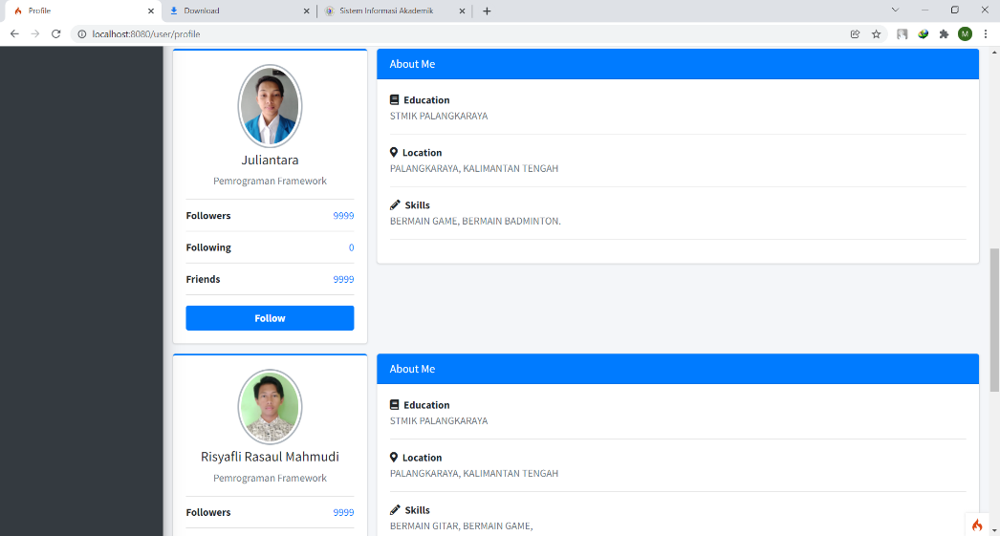 Profile
Download
Sistem Informasi Akademik
localhost:8080/user/profile
M
Juliantara
Pemrograman Framework
Followers 9999
Following 0
Friends 9999
Follow
About Me
Education
STMIK PALANGKARAYA
Location
PALANGKARAYA, KALIMANTAN TENGAH
Skills
BERMAIN GAME, BERMAIN BADMINTON.
Risyafli Rasaul Mahmudi
Pemrograman Framework
Followers 9999
About Me
Education
STMIK PALANGKARAYA
Location
PALANGKARAYA, KALIMANTAN TENGAH
Skills
BERMAIN GITAR, BERMAIN GAME,